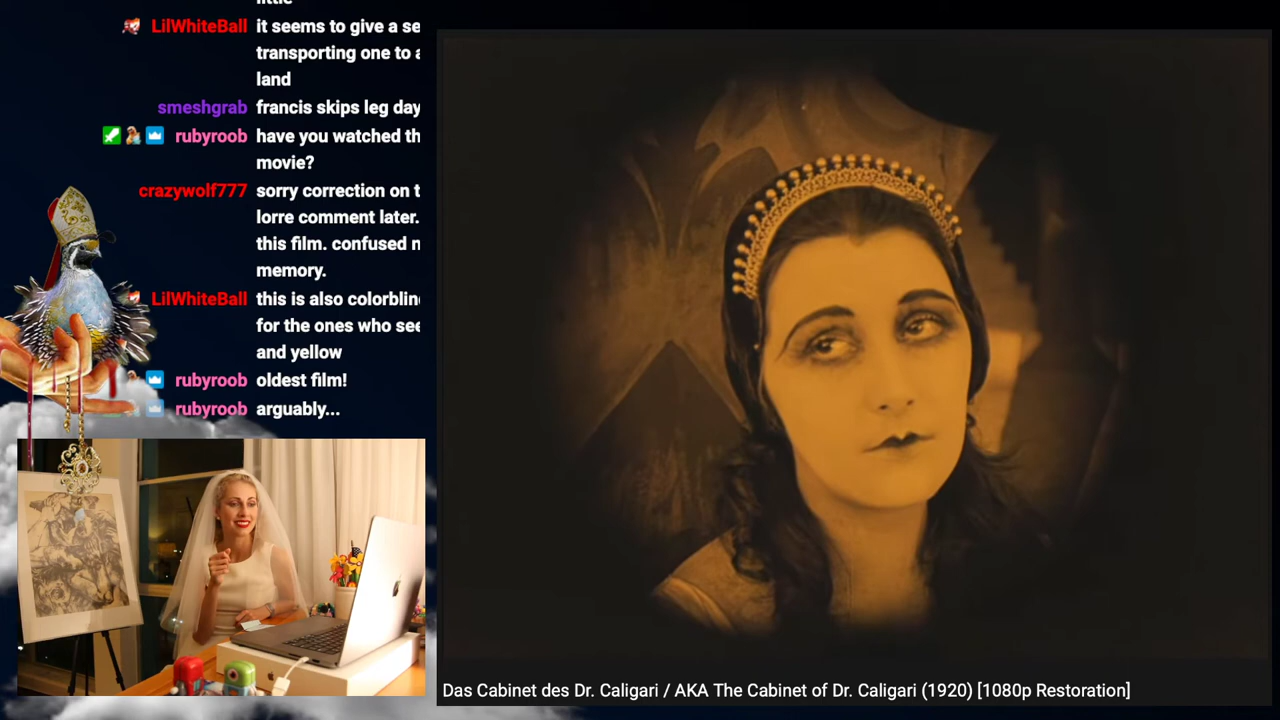 LilWhiteBall it seems to give a se
transporting one to a
land
smeshgrab francis skips leg day
rubyroob have you watched th
movie?
crazywolf777 sorry correction on t
lorre comment later.
this film. confused m
memory.
LilWhiteBall this is also colorblin
for the ones who see
and yellow
rubyroob oldest film!
rubyroob arguably...
Das Cabinet des Dr. Caligari / AKA The Cabinet of Dr. Caligari (1920) [1080p Restoration]